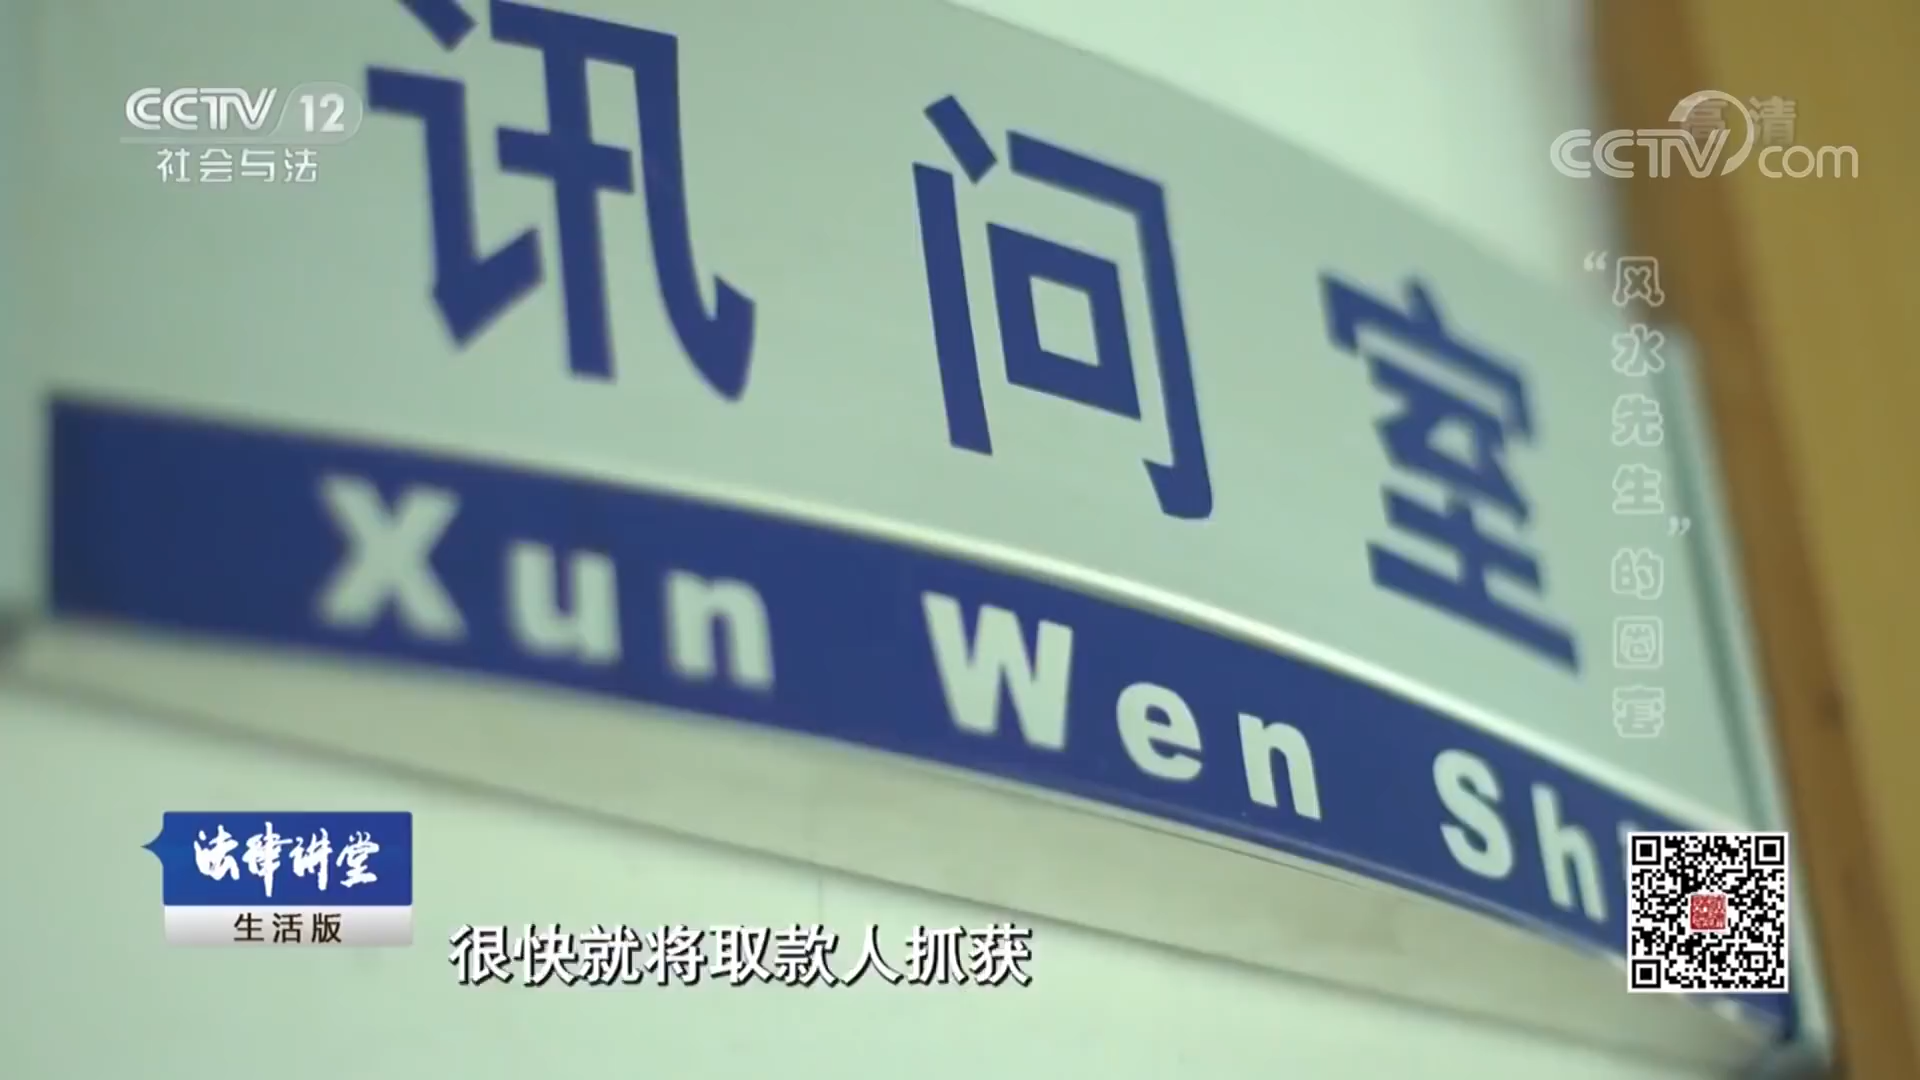 讯问室
Xun Wen Sh
CCTV 12
社会与法
高清
CCTV com
“风水先生”的圈套
法律讲堂
生活版
很快就将取款人抓获